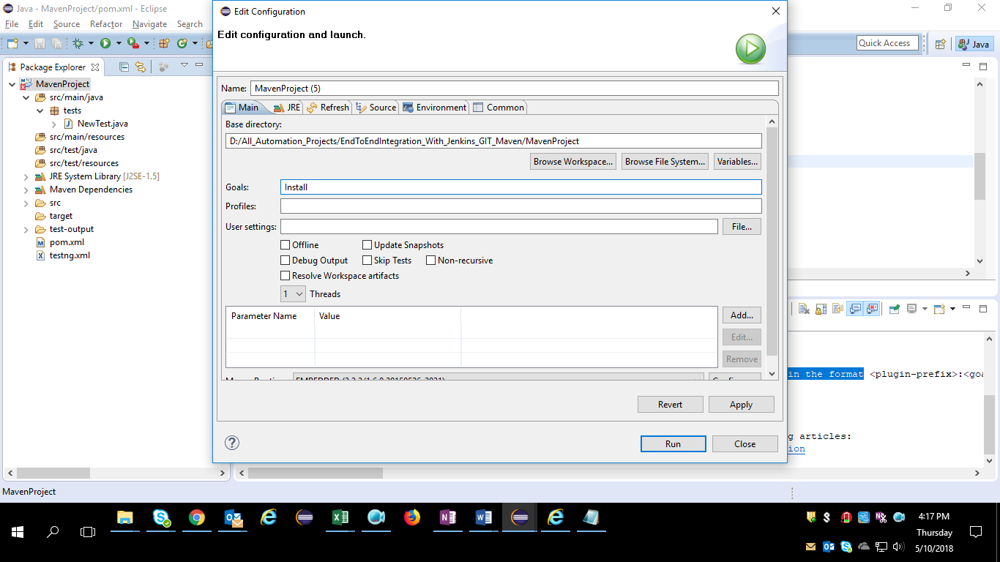 Java - MavenProject/pom.xml - Eclipse
File Edit Source Refactor Navigate Search
Quick Access
Java
Package Explorer
MavenProject
src/main/java
tests
NewTest.java
src/main/resources
src/test/java
src/test/resources
JRE System Library [J2SE-1.5]
Maven Dependencies
src
target
test-output
pom.xml
testng.xml
Edit Configuration
Edit configuration and launch.
Name: MavenProject (5)
Main JRE Refresh Source Environment Common
Base directory:
D:/All_Automation_Projects/EndToEndIntegration_With_Jenkins_GIT_Maven/MavenProject
Browse Workspace... Browse File System... Variables...
Goals: Install
Profiles:
User settings: File...
Offline Update Snapshots
Debug Output Skip Tests Non-recursive
Resolve Workspace artifacts
1 Threads
Parameter Name Value
Add...
Edit...
Remove
Revert Apply
Run Close
in the format <plugin-prefix>:<goa
g articles:
ion
MavenProject
4:17 PM
Thursday
5/10/2018